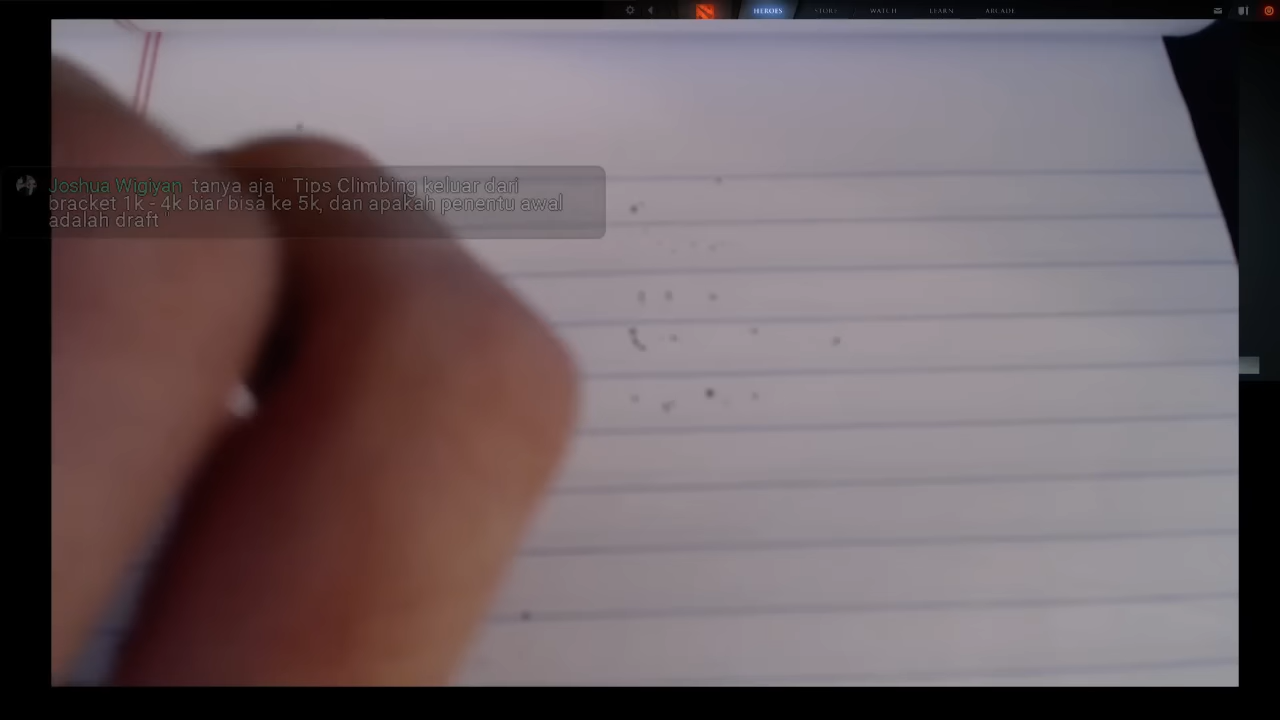 HEROES STORE WATCH LEARN ARCADE
Joshua Wigiyan tanya aja " Tips Climbing keluar dari
bracket 1k - 4k biar bisa ke 5k, dan apakah penentu awal
adalah draft "